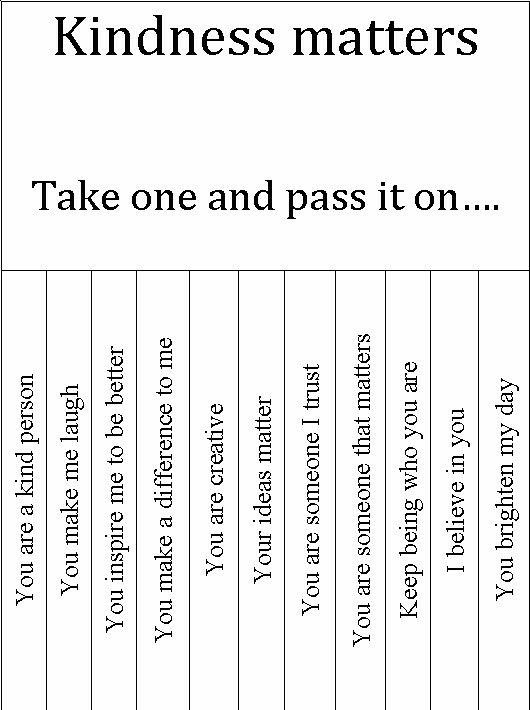 Kindness matters
Take one and pass it on....
You are a kind person
You make me laugh
You inspire me to be better
You make a difference to me
You are creative
Your ideas matter
You are someone I trust
You are someone that matters
Keep being who you are
I believe in you
You brighten my day